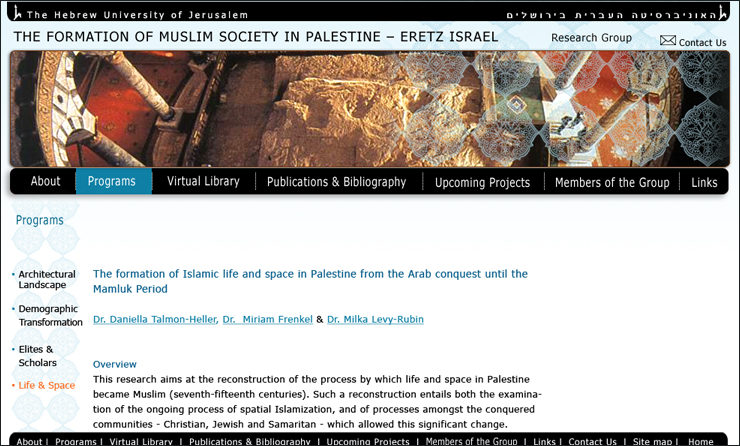 The Hebrew University of Jerusalem
האוניברסיטה העברית בירושלים
THE FORMATION OF MUSLIM SOCIETY IN PALESTINE – ERETZ ISRAEL
Research Group
Contact Us
About Programs Virtual Library Publications & Bibliography Upcoming Projects Members of the Group Links
Programs
Architectural
Landscape
Demographic
Transformation
Elites &
Scholars
Life & Space
The formation of Islamic life and space in Palestine from the Arab conquest until the
Mamluk Period
Dr. Daniella Talmon-Heller, Dr. Miriam Frenkel & Dr. Milka Levy-Rubin
Overview
This research aims at the reconstruction of the process by which life and space in Palestine
became Muslim (seventh-fifteenth centuries). Such a reconstruction entails both the examina-
tion of the ongoing process of spatial Islamization, and of processes amongst the conquered
communities - Christian, Jewish and Samaritan - which allowed this significant change.
About | Programs | Virtual Library | Publications & Bibliography | Upcoming Projects | Members of the Group | Links | Contact Us | Site map | Home